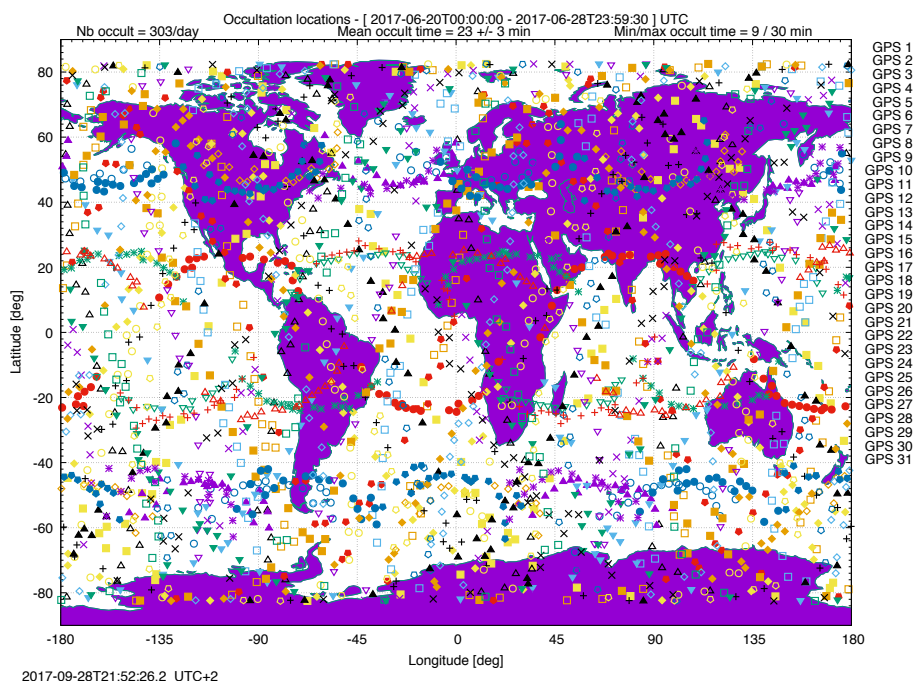 Occultation locations - [ 2017-06-20T00:00:00 - 2017-06-28T23:59:30 ] UTC
Nb occult = 303/day Mean occult time = 23 +/- 3 min Min/max occult time = 9 / 30 min
GPS 1
GPS 2
GPS 3
GPS 4
GPS 5
GPS 6
GPS 7
GPS 8
GPS 9
GPS 10
GPS 11
GPS 12
GPS 13
GPS 14
GPS 15
GPS 16
GPS 17
GPS 18
GPS 19
GPS 20
GPS 21
GPS 22
GPS 23
GPS 24
GPS 25
GPS 26
GPS 27
GPS 28
GPS 29
GPS 30
GPS 31
Latitude [deg]
80
60
40
20
0
-20
-40
-60
-80
-180 -135 -90 -45 0 45 90 135 180
Longitude [deg]
2017-09-28T21:52:26.2 UTC+2